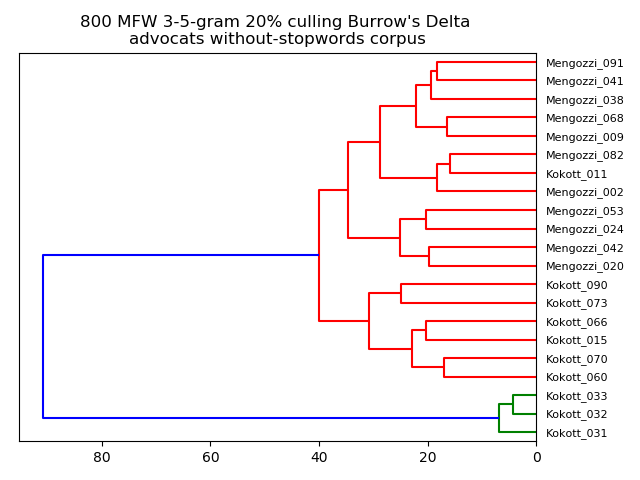 800 MFW 3-5-gram 20% culling Burrow's Delta
advocats without-stopwords corpus
Mengozzi_091
Mengozzi_041
Mengozzi_038
Mengozzi_068
Mengozzi_009
Mengozzi_082
Kokott_011
Mengozzi_002
Mengozzi_053
Mengozzi_024
Mengozzi_042
Mengozzi_020
Kokott_090
Kokott_073
Kokott_066
Kokott_015
Kokott_070
Kokott_060
Kokott_033
Kokott_032
Kokott_031
80 60 40 20 0